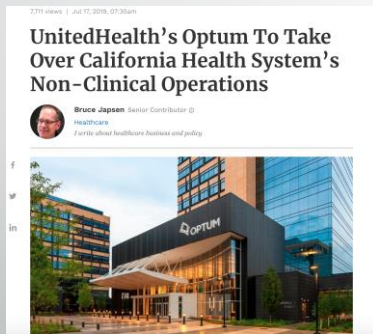 7,711 views | Jul 17, 2019, 07:30am
UnitedHealth's Optum To Take
Over California Health System's
Non-Clinical Operations
Bruce Japsen Senior Contributor
Healthcare
I write about healthcare business and policy
f
in
OPTUM